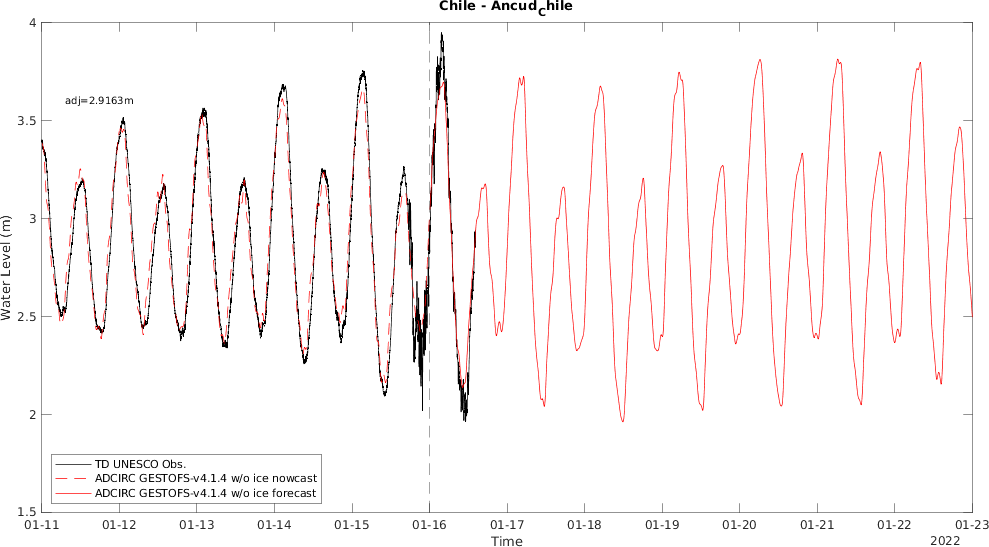 Chile - Ancud_Chile
4
adj=2.9163m
3.5
3
2.5
2
1.5
Water Level (m)
TD UNESCO Obs.
ADCIRC GESTOFS-v4.1.4 w/o ice nowcast
ADCIRC GESTOFS-v4.1.4 w/o ice forecast
01-11 01-12 01-13 01-14 01-15 01-16 01-17 01-18 01-19 01-20 01-21 01-22 01-23
Time
2022